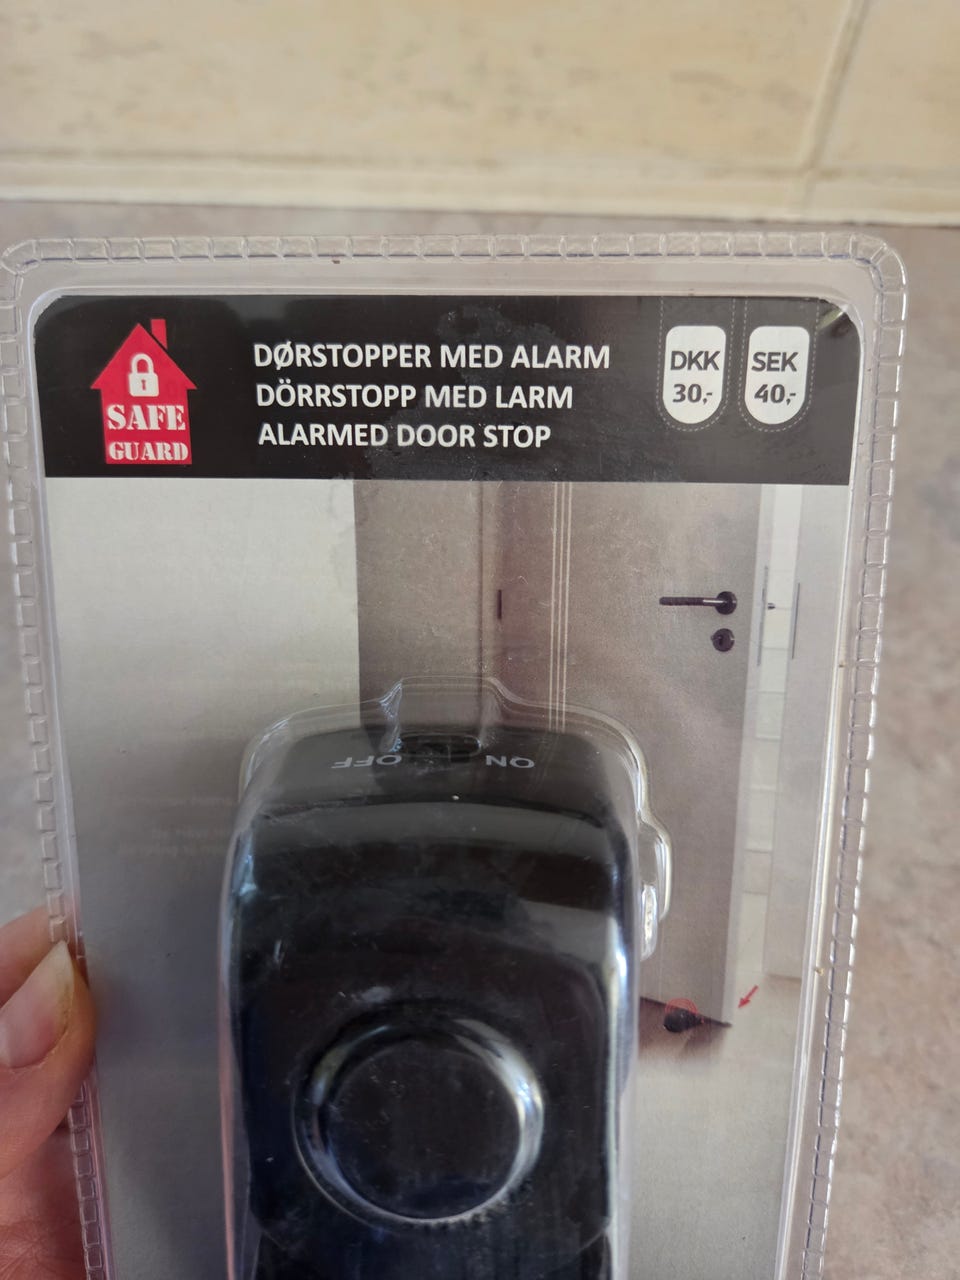 SAFE
GUARD
DØRSTOPPER MED ALARM
DÖRRSTOPP MED LARM
ALARMED DOOR STOP
DKK
30,-
SEK
40,-
OFF ON